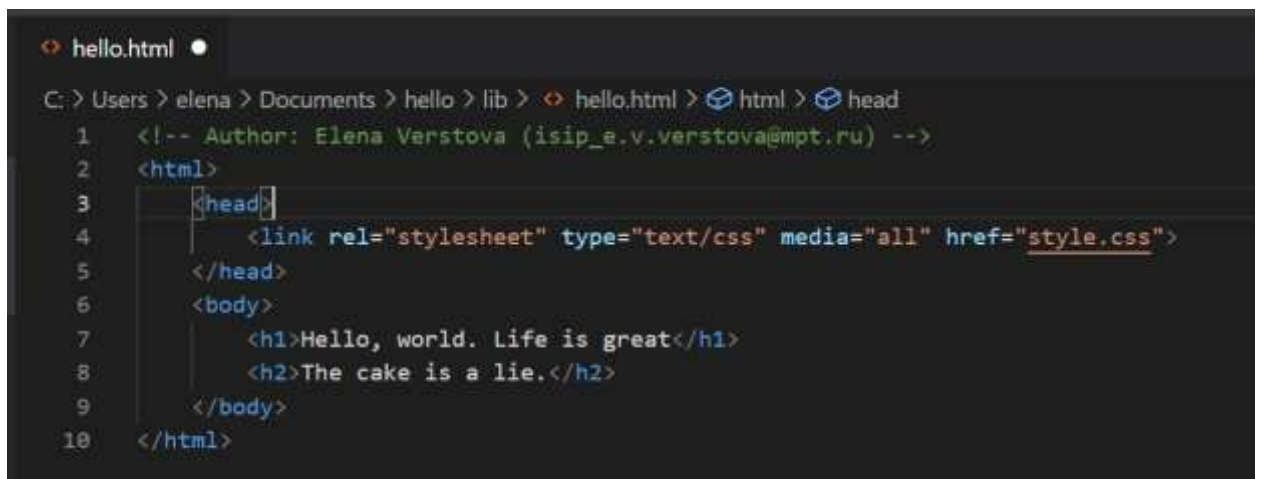 hello.html
C: > Users > elena > Documents > hello > lib > hello.html > html > head
1 <!-- Author: Elena Verstova (isip_e.v.verstova@mpt.ru) -->
2 <html>
3     <head>
4         <link rel="stylesheet" type="text/css" media="all" href="style.css">
5     </head>
6     <body>
7         <h1>Hello, world. Life is great</h1>
8         <h2>The cake is a lie.</h2>
9     </body>
10 </html>